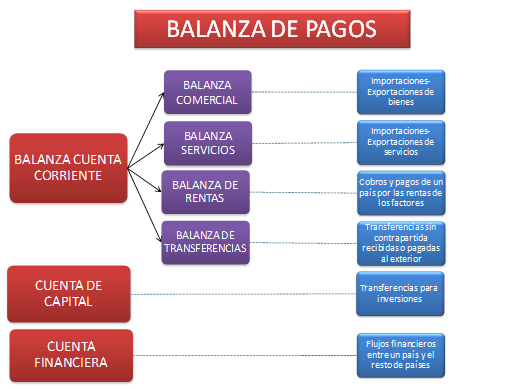 BALANZA DE PAGOS
BALANZA CUENTA
CORRIENTE
BALANZA
COMERCIAL
Importaciones-
Exportaciones de
bienes
BALANZA
SERVICIOS
Importaciones-
Exportaciones de
servicios
BALANZA DE
RENTAS
Cobros y pagos de un
país por las rentas de
los factores
BALANZA DE
TRANSFERENCIAS
Transferencias sin
contrapartida
recibidas o pagadas
al exterior
CUENTA DE
CAPITAL
Transferencias para
inversiones
CUENTA
FINANCIERA
Flujos financieros
entre un país y el
resto de países